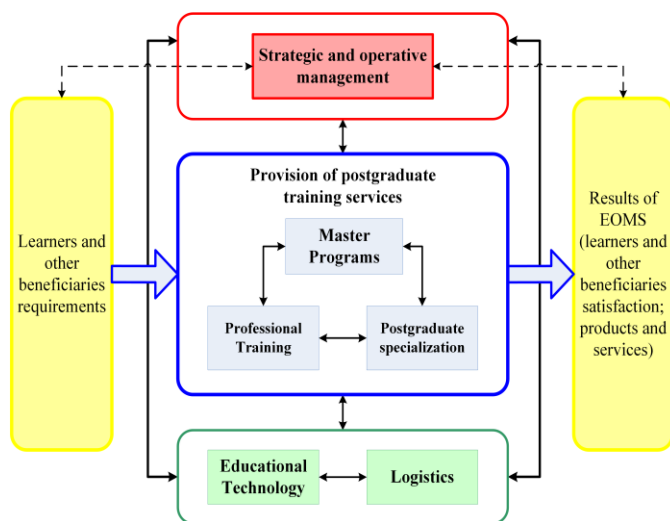 Strategic and operative
management
Learners and
other
beneficiaries
requirements
Provision of postgraduate
training services
Master
Programs
Professional
Training
Postgraduate
specialization
Results of
EOMS
(learners and
other
beneficiaries
satisfaction;
products and
services)
Educational
Technology
Logistics